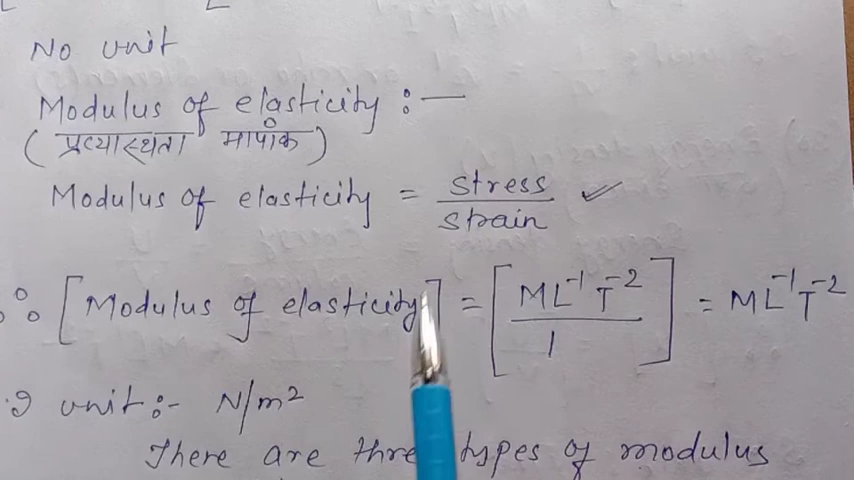 No unit
Modulus of elasticity :—
(प्रत्यास्थता मापांक)
Modulus of elasticity = stress/strain ✓
∴ [Modulus of elasticity] = [ML⁻¹T⁻²/1] = ML⁻¹T⁻²
unit:- N/m²
There are three types of modulus